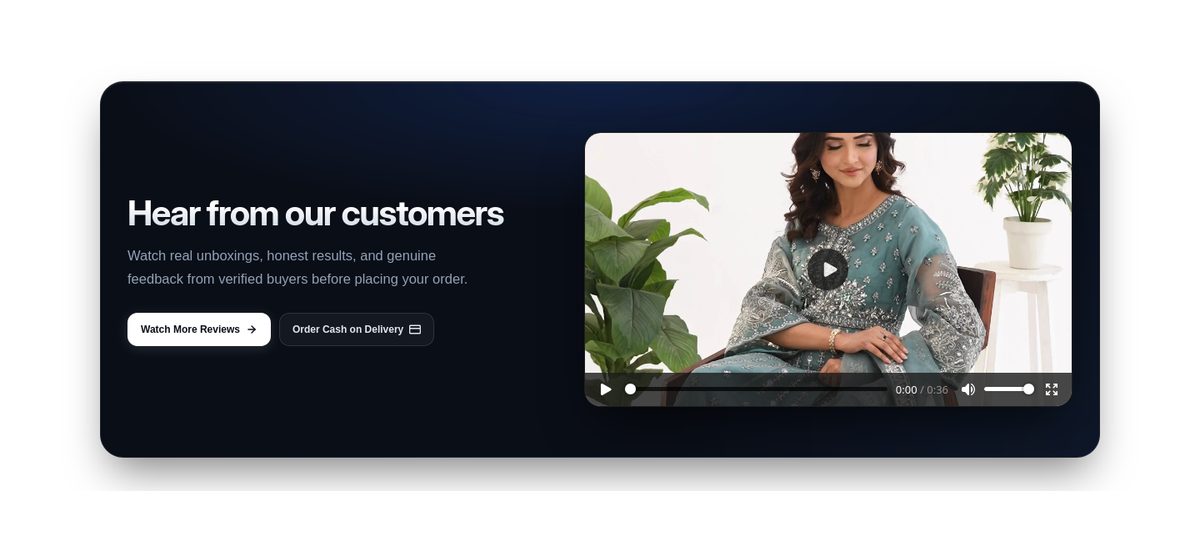 Hear from our customers
Watch real unboxings, honest results, and genuine
feedback from verified buyers before placing your order.
Watch More Reviews
Order Cash on Delivery
0:00 / 0:36